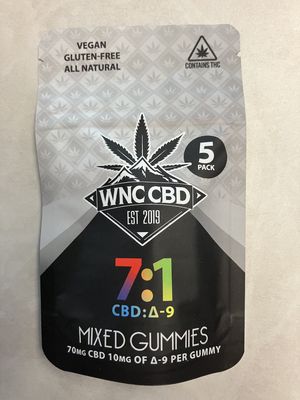 VEGAN
GLUTEN-FREE
ALL NATURAL
CONTAINS THC
5
PACK
WNC CBD
EST 2019
7:1
CBD:Δ-9
MIXED GUMMIES
70MG CBD 10MG OF Δ-9 PER GUMMY